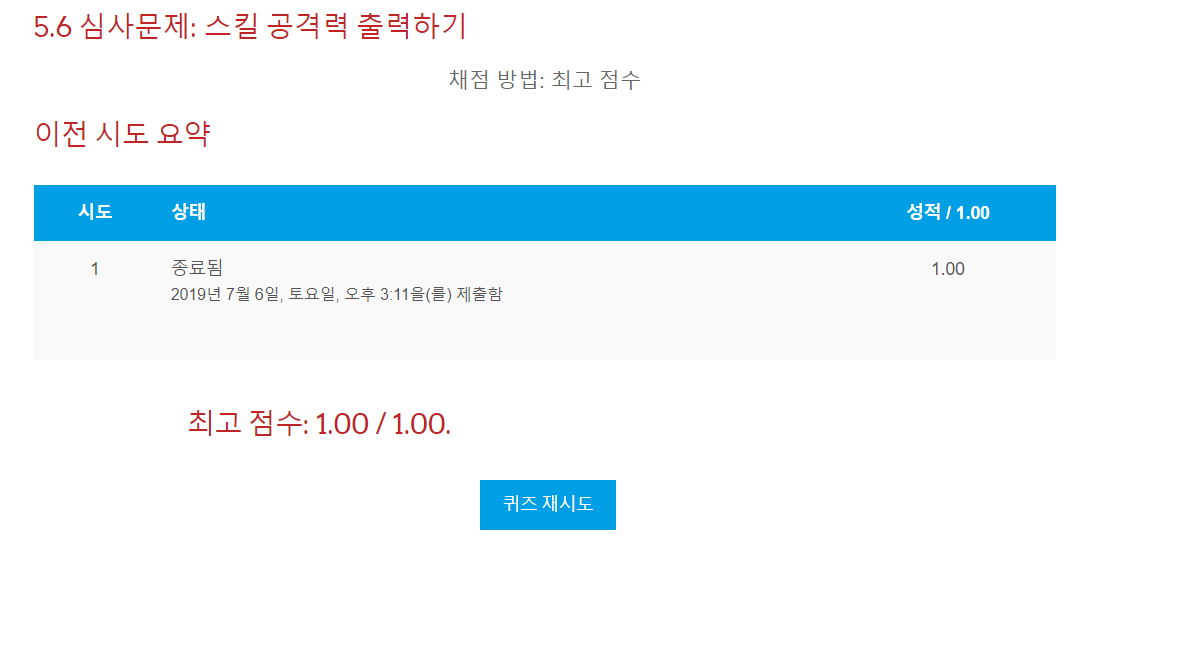 5.6 심사문제: 스킬 공격력 출력하기
채점 방법: 최고 점수
이전 시도 요약
시도 상태 성적 / 1.00
1 종료됨 1.00
2019년 7월 6일, 토요일, 오후 3:11을(를) 제출함
최고 점수: 1.00 / 1.00.
퀴즈 재시도